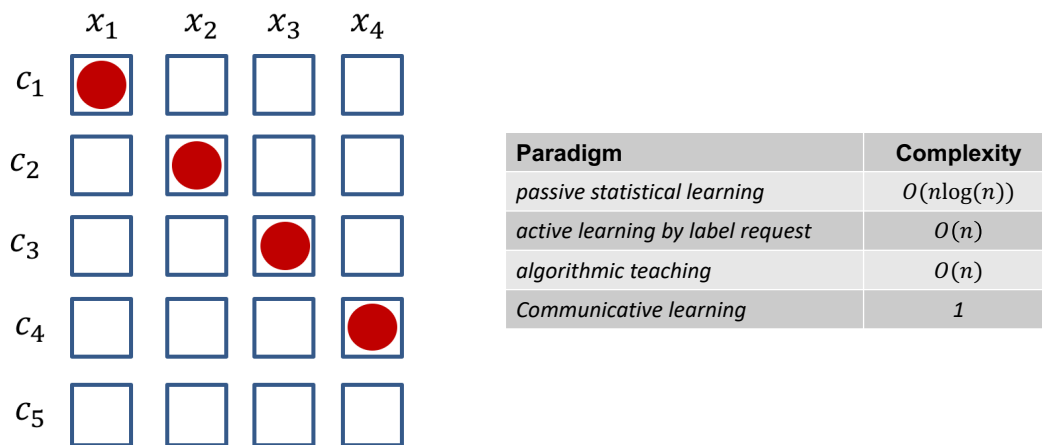 x₁ x₂ x₃ x₄
c₁
c₂
c₃
c₄
c₅
Paradigm Complexity
passive statistical learning O(nlog(n))
active learning by label request O(n)
algorithmic teaching O(n)
Communicative learning 1